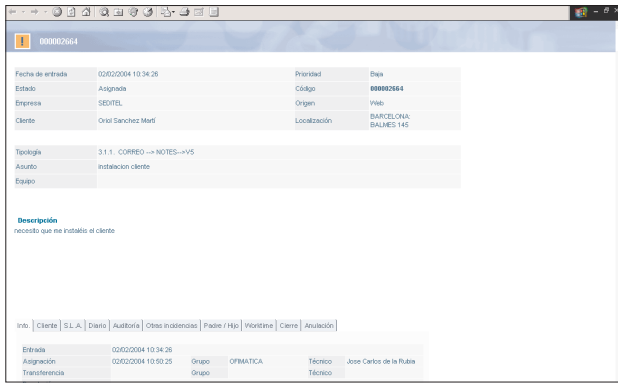 000002664
Fecha de entrada 02/02/2004 10:34:26 Prioridad Baja
Estado Asignada Código 000002664
Empresa SEDITEL Origen Web
Cliente Oriol Sanchez Martí Localización BARCELONA: BALMES 145
Tipología 3.1.1. CORREO --> NOTES-->V5
Asunto instalacion cliente
Equipo
Descripción
necesito que me instaléis el cliente
Info. Cliente S.L.A. Diario Auditoría Otras incidencias Padre / Hijo Worktime Cierre Anulación
Entrada 02/02/2004 10:34:26
Asignación 02/02/2004 10:50:25 Grupo OFIMATICA Técnico Jose Carlos de la Rubia
Transferencia Grupo Técnico